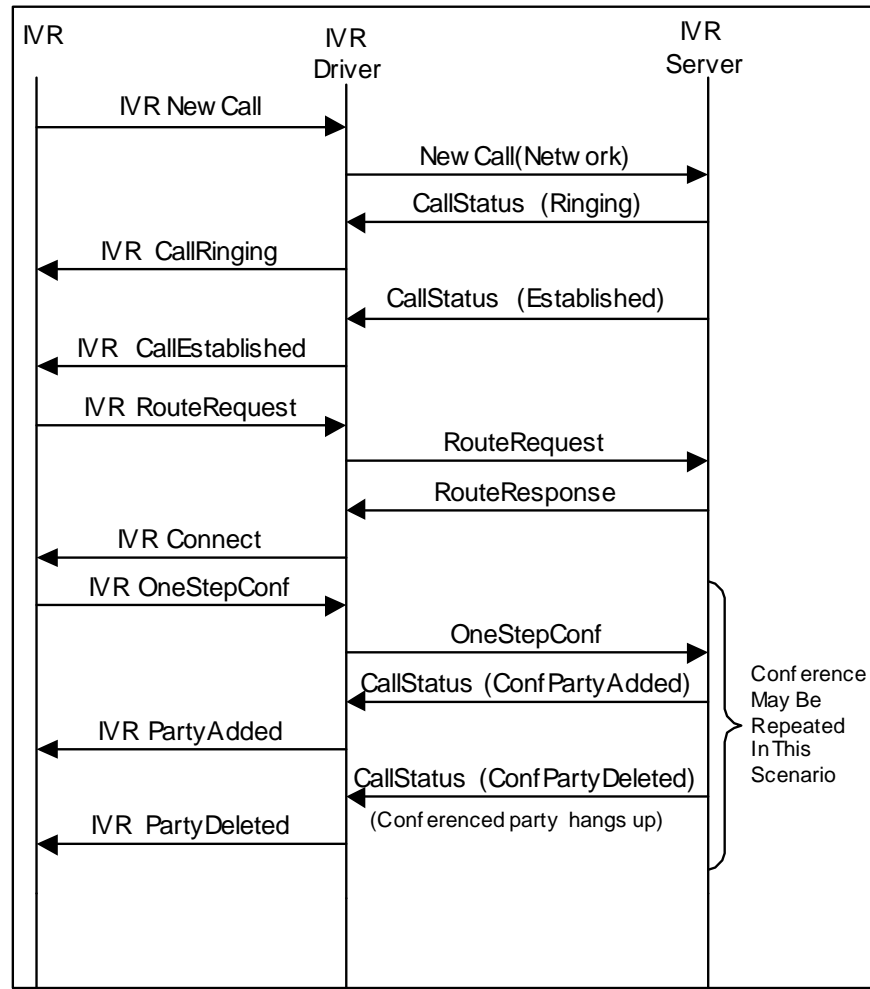 IVR
IVR
Driver
IVR
Server
IVR New Call
New Call(Network)
CallStatus (Ringing)
IVR CallRinging
CallStatus (Established)
IVR CallEstablished
IVR RouteRequest
RouteRequest
RouteResponse
IVR Connect
IVR OneStepConf
OneStepConf
CallStatus (ConfPartyAdded)
IVR PartyAdded
CallStatus (ConfPartyDeleted)
(Conferenced party hangs up)
IVR PartyDeleted
Conference
May Be
Repeated
In This
Scenario